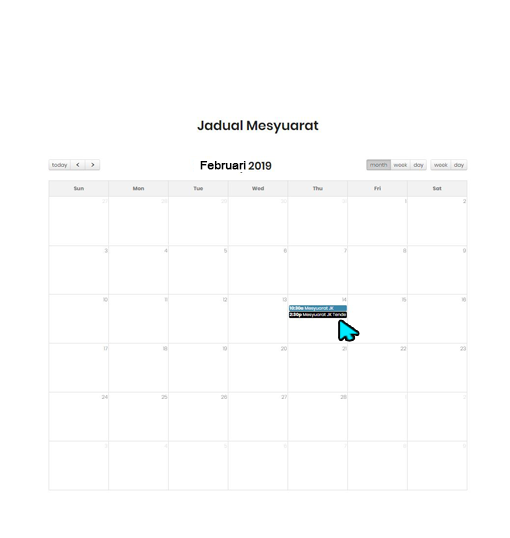 Jadual Mesyuarat
today
Februari 2019
month week day week day
Sun Mon Tue Wed Thu Fri Sat
27 28 29 30 31 1 2
3 4 5 6 7 8 9
10 11 12 13 14 15 16
10:30a Mesyuarat JK
2:30p Mesyuarat JK Tende
17 18 19 20 21 22 23
24 25 26 27 28 1 2
3 4 5 6 7 8 9